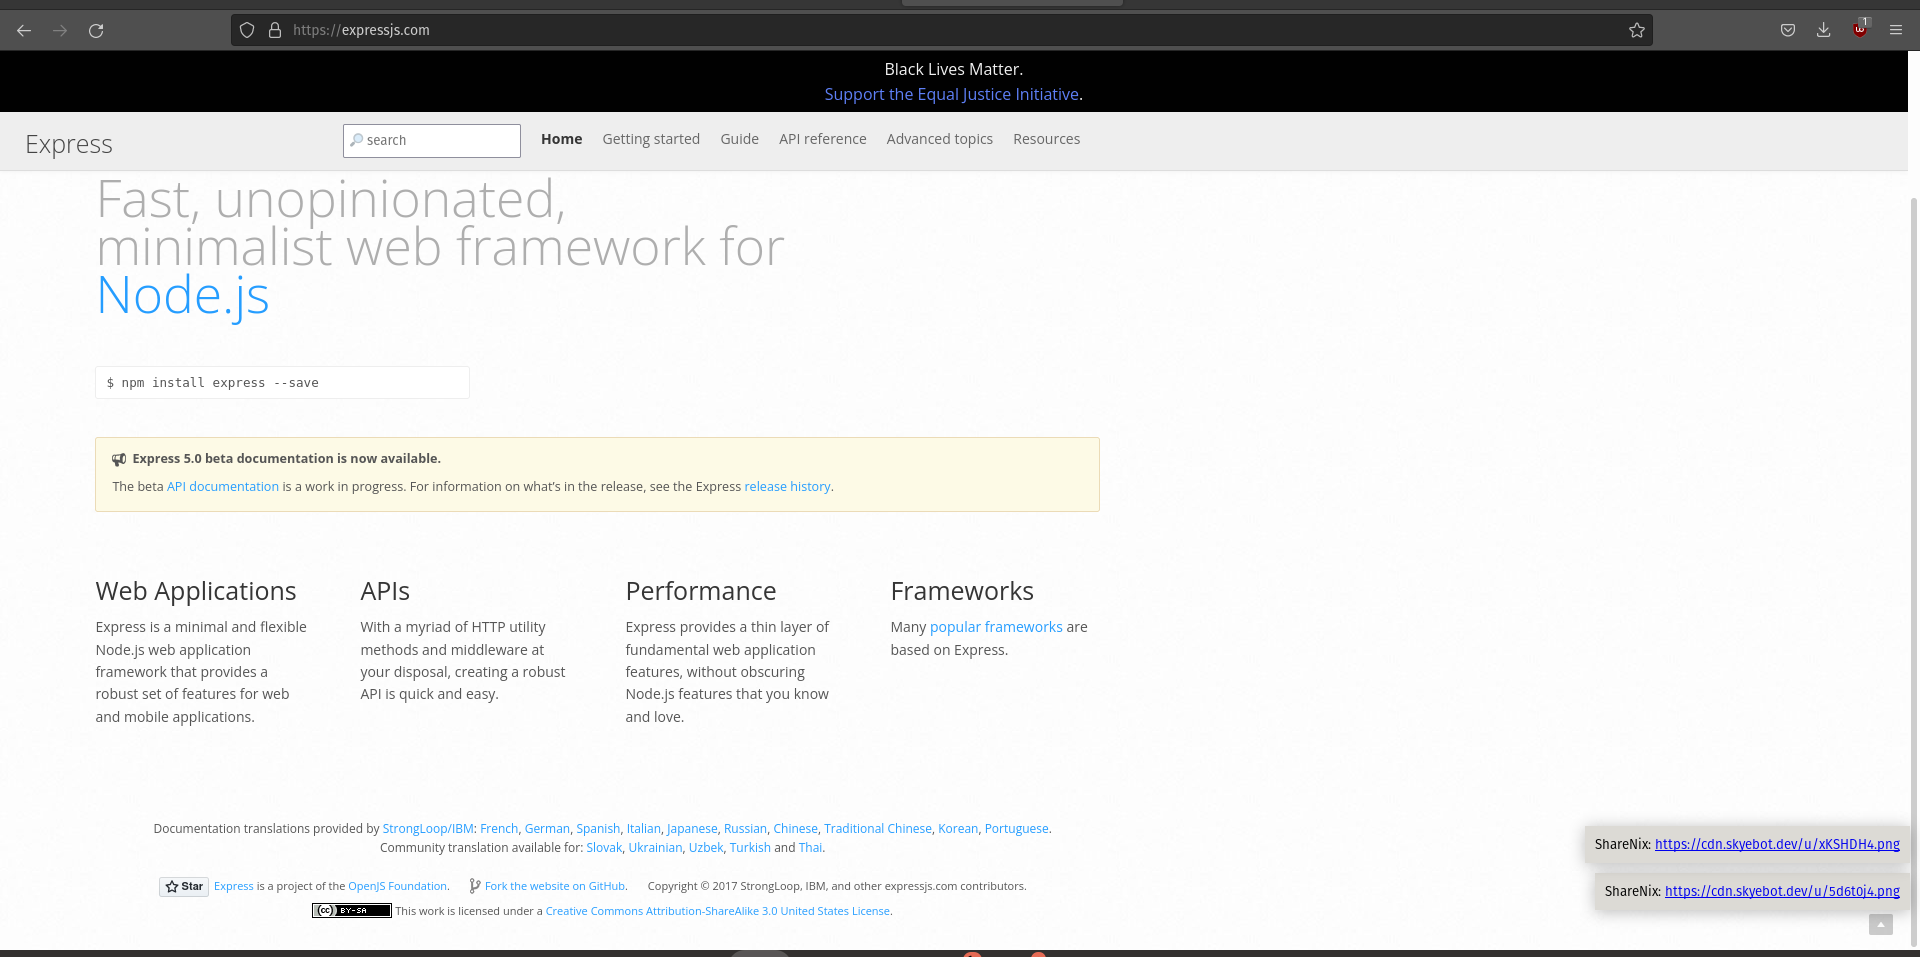 https://expressjs.com
1
Black Lives Matter.
Support the Equal Justice Initiative.
Express
search
Home Getting started Guide API reference Advanced topics Resources
Fast, unopinionated,
minimalist web framework for
Node.js
$ npm install express --save
Express 5.0 beta documentation is now available.
The beta API documentation is a work in progress. For information on what's in the release, see the Express release history.
Web Applications
Express is a minimal and flexible
Node.js web application
framework that provides a
robust set of features for web
and mobile applications.
APIs
With a myriad of HTTP utility
methods and middleware at
your disposal, creating a robust
API is quick and easy.
Performance
Express provides a thin layer of
fundamental web application
features, without obscuring
Node.js features that you know
and love.
Frameworks
Many popular frameworks are
based on Express.
Documentation translations provided by StrongLoop/IBM: French, German, Spanish, Italian, Japanese, Russian, Chinese, Traditional Chinese, Korean, Portuguese.
Community translation available for: Slovak, Ukrainian, Uzbek, Turkish and Thai.
Star Express is a project of the OpenJS Foundation. Fork the website on GitHub. Copyright © 2017 StrongLoop, IBM, and other expressjs.com contributors.
(cc) BY-SA This work is licensed under a Creative Commons Attribution-ShareAlike 3.0 United States License.
ShareNix: https://cdn.skyebot.dev/u/xKSHDH4.png
ShareNix: https://cdn.skyebot.dev/u/5d6t0j4.png